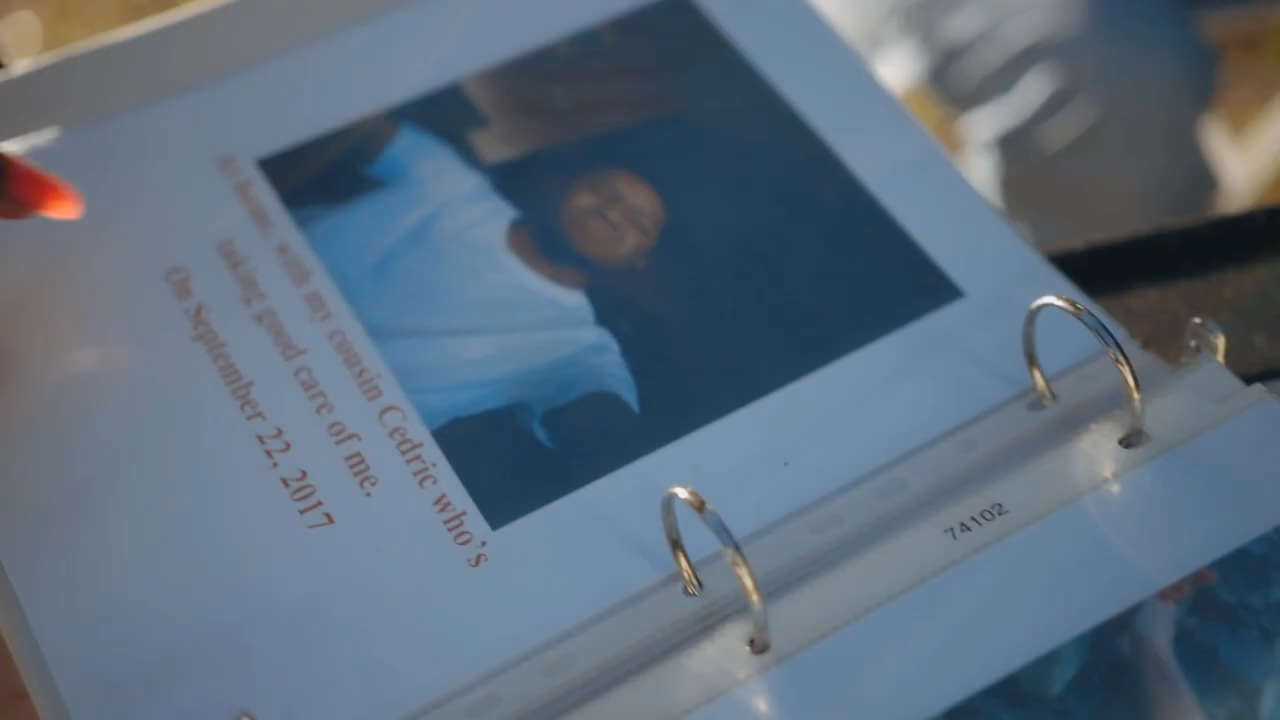 At home, with my cousin Cedric who's
taking good care of me.
On September 22, 2017
74102